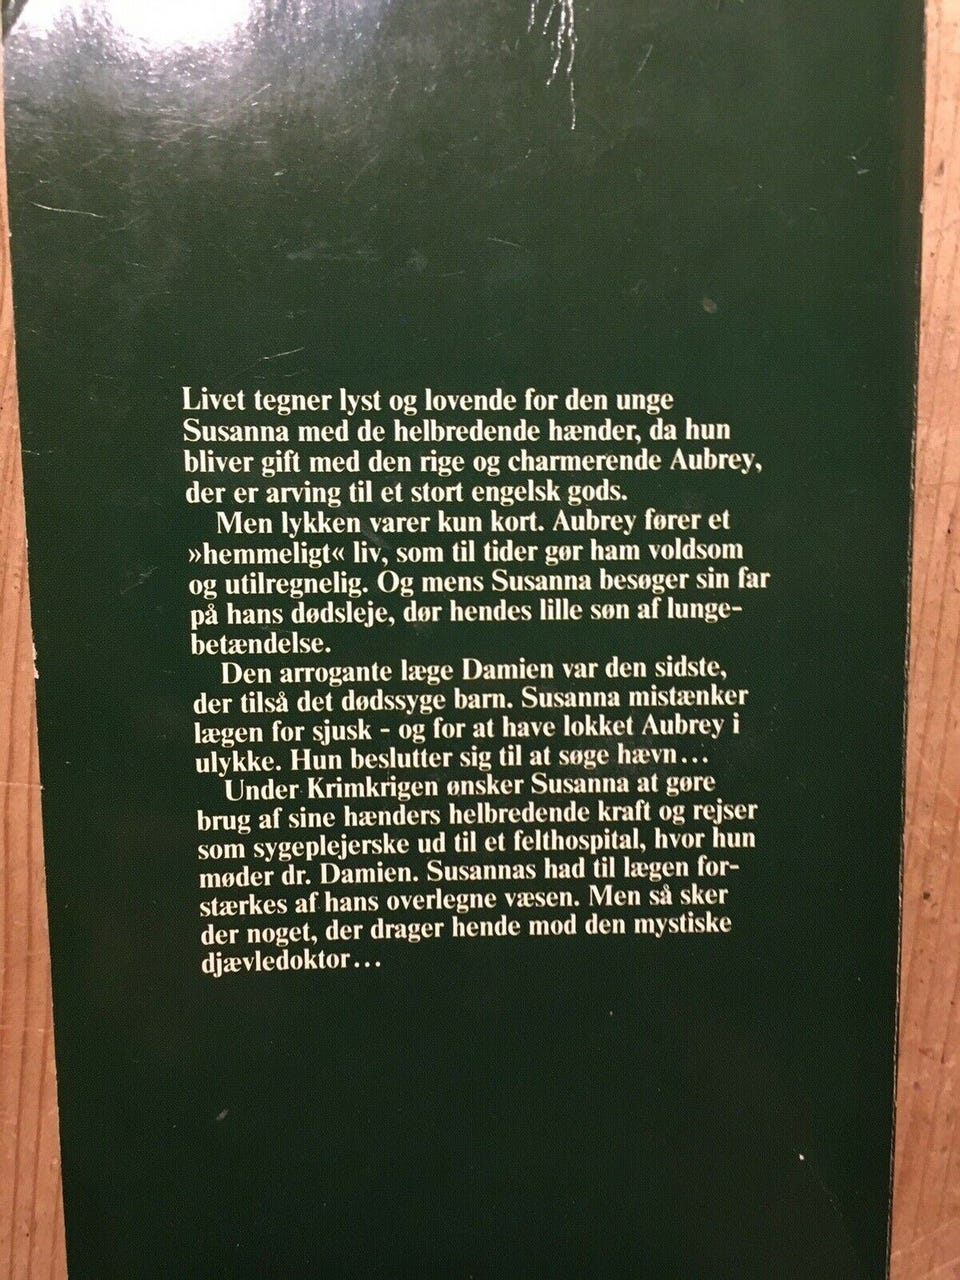 Livet tegner lyst og lovende for den unge
Susanna med de helbredende hænder, da hun
bliver gift med den rige og charmerende Aubrey,
der er arving til et stort engelsk gods.
Men lykken varer kun kort. Aubrey fører et
»hemmeligt« liv, som til tider gør ham voldsom
og utilregnelig. Og mens Susanna besøger sin far
på hans dødsleje, dør hendes lille søn af lunge-
betændelse.
Den arrogante læge Damien var den sidste,
der tilså det dødssyge barn. Susanna mistænker
lægen for sjusk - og for at have lokket Aubrey i
ulykke. Hun beslutter sig til at søge hævn...
Under Krimkrigen ønsker Susanna at gøre
brug af sine hænders helbredende kraft og rejser
som sygeplejerske ud til et felthospital, hvor hun
møder dr. Damien. Susannas had til lægen for-
stærkes af hans overlegne væsen. Men så sker
der noget, der drager hende mod den mystiske
djævledoktor...